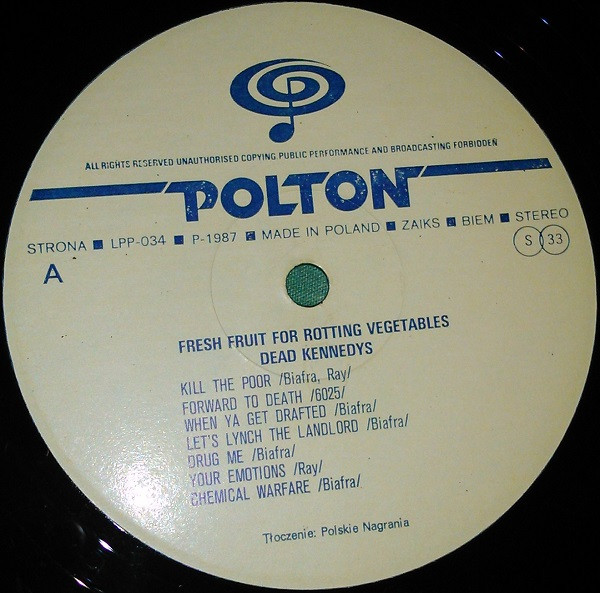 ALL RIGHTS RESERVED UNAUTHORISED COPYING PUBLIC PERFORMANCE AND BROADCASTING FORBIDDEN
POLTON
STRONA ■ LPP-034 ■ P-1987 ■ MADE IN POLAND ■ ZAIKS ■ BIEM ■ STEREO
A
S 33
FRESH FRUIT FOR ROTTING VEGETABLES
DEAD KENNEDYS
KILL THE POOR /Biafra, Ray/
FORWARD TO DEATH /6025/
WHEN YA GET DRAFTED /Biafra/
LET'S LYNCH THE LANDLORD /Biafra/
DRUG ME /Biafra/
YOUR EMOTIONS /Ray/
CHEMICAL WARFARE /Biafra/
Tłoczenie: Polskie Nagrania